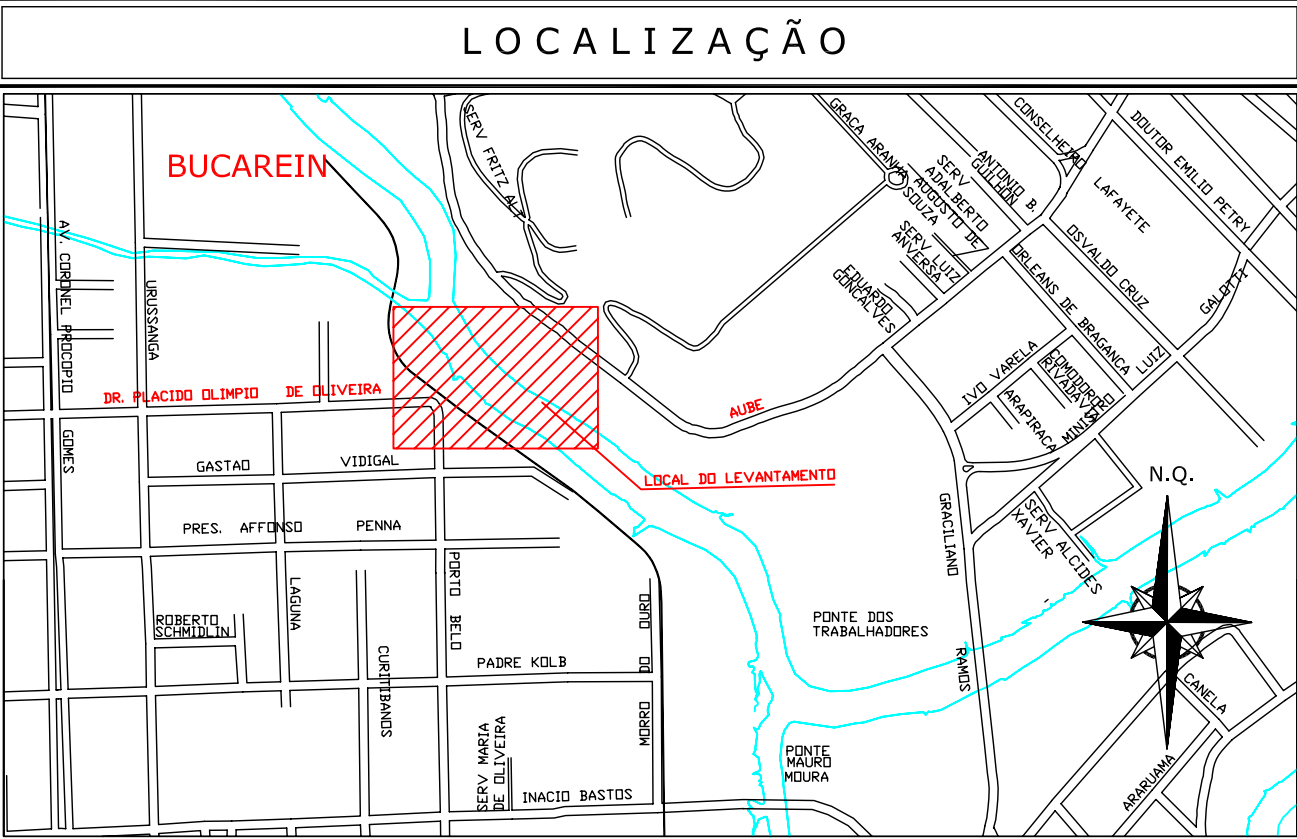 LOCALIZAÇÃO
BUCAREIN
SERV FRITZ ALT
GRACA ARANHA
AUGUSTO DE
SOUZA
SERV
ADALBERTO
ANTONIO B.
GUILHON
CONSELHEIRO
LAFAYETE
DOUTOR EMILIO PETRY
SERV LUIZ
ANVERSA
EDUARDO
GONCALVES
OSVALDO CRUZ
ORLEANS DE BRAGANCA
LUIZ
GALOTTI
AV. CORONEL PROCOPIO
GOMES
URUSSANGA
DR. PLACIDO OLIMPIO DE OLIVEIRA
AUBE
IVO VARELA
COMODORO
RIVADAVIA
ARAPIRACA
GASTAO VIDIGAL
LOCAL DO LEVANTAMENTO
N.Q.
PRES. AFFONSO PENNA
GRACILIANO
RAMOS
SERV ALCIDES
XAVIER
PORTO BELLO
LAGUNA
ROBERTO
SCHMIDLIN
CURITIBANOS
PADRE KOLB
MORRO DO OURO
PONTE DOS
TRABALHADORES
CANELA
SERV MARIA
DE OLIVEIRA
INACIO BASTOS
PONTE
MAURO
MOURA
ARARUAMA